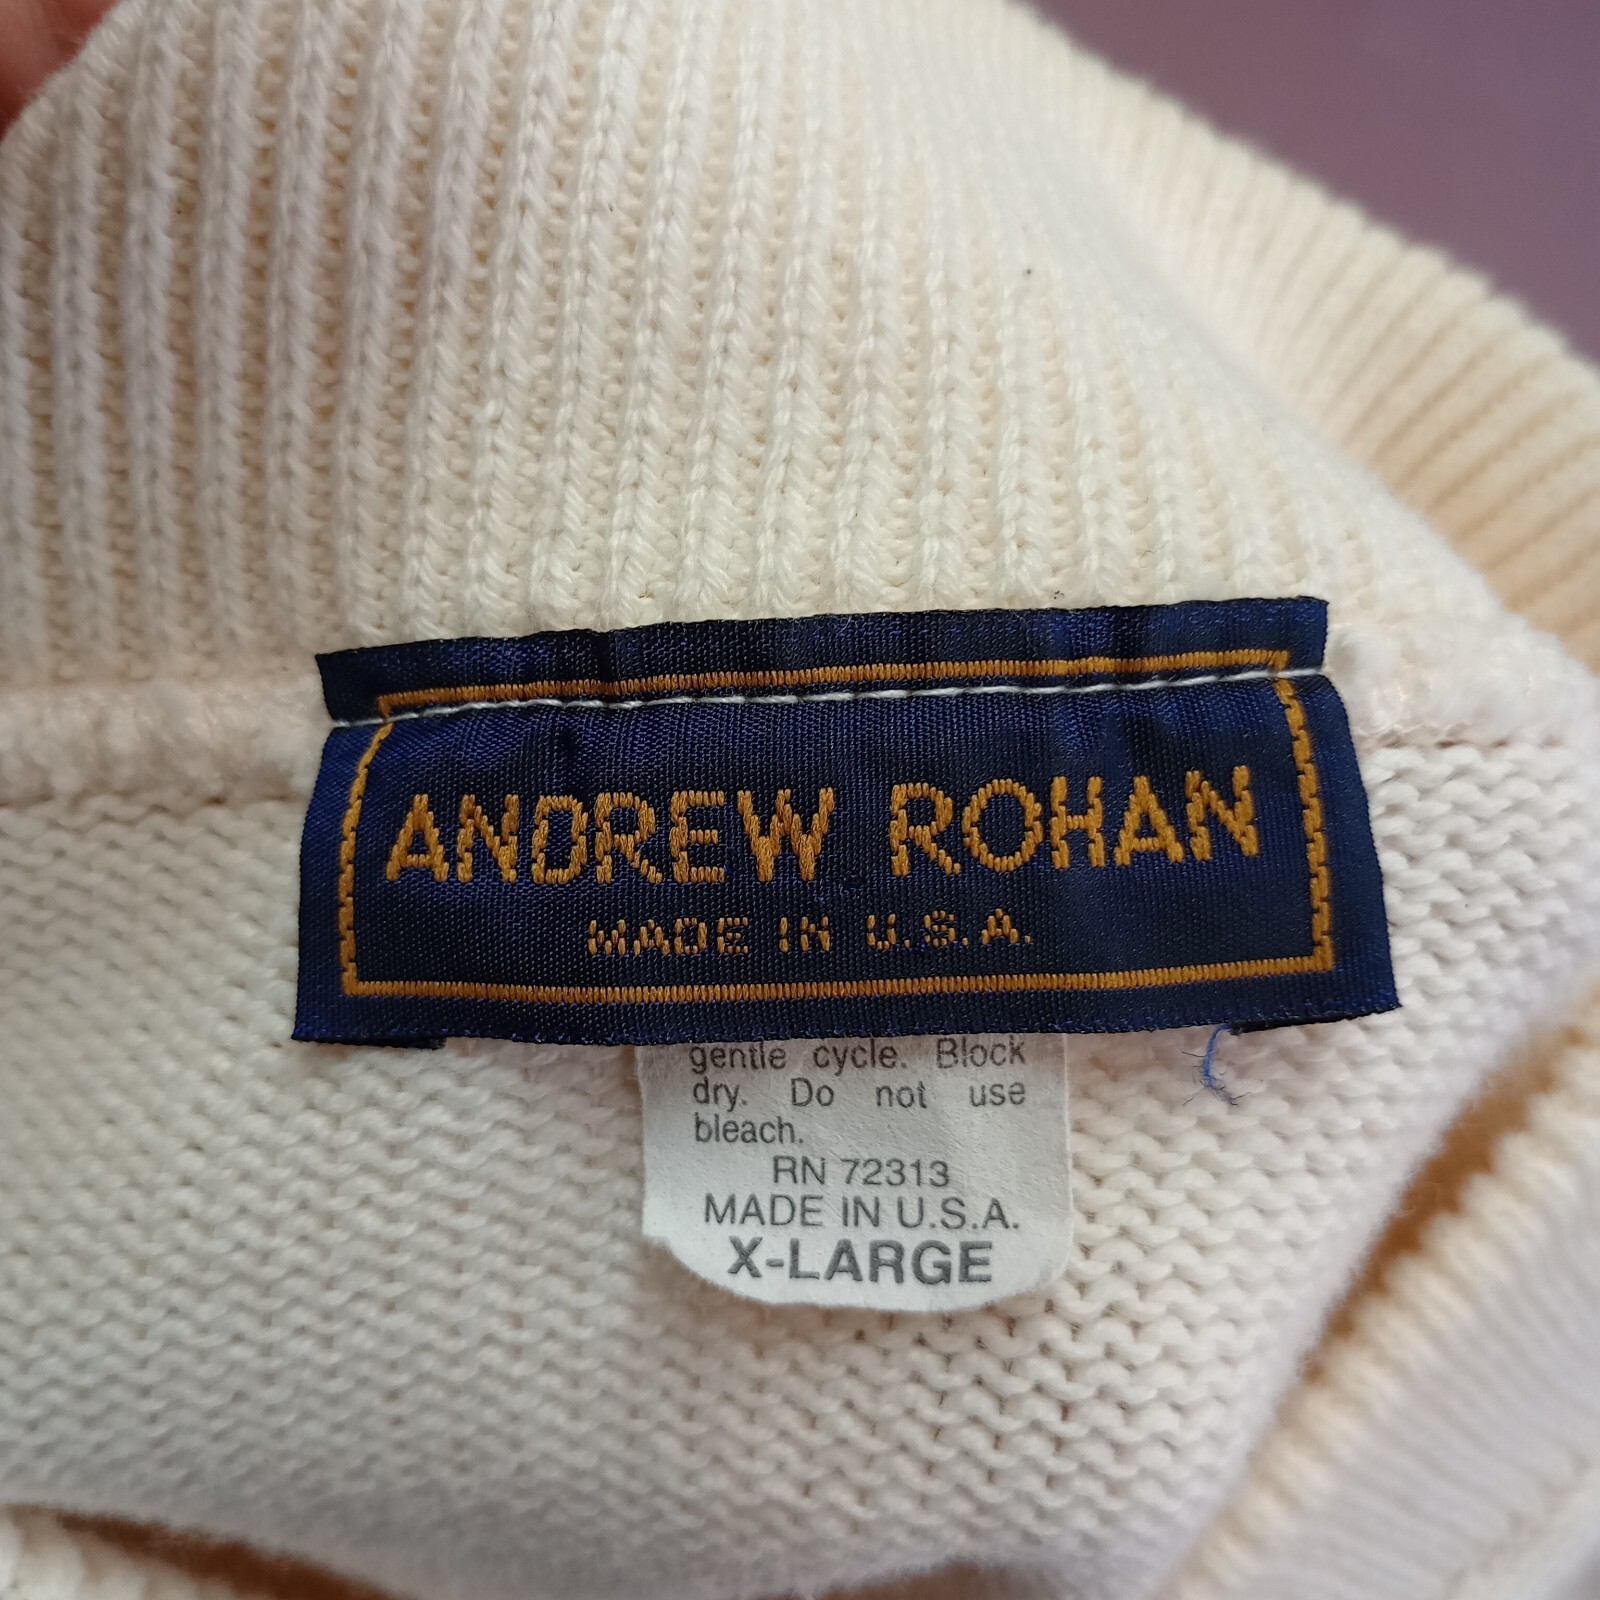 ANDREW ROHAN
MADE IN U.S.A.
gentle cycle. Block
dry. Do not use
bleach.
RN 72313
MADE IN U.S.A.
X-LARGE